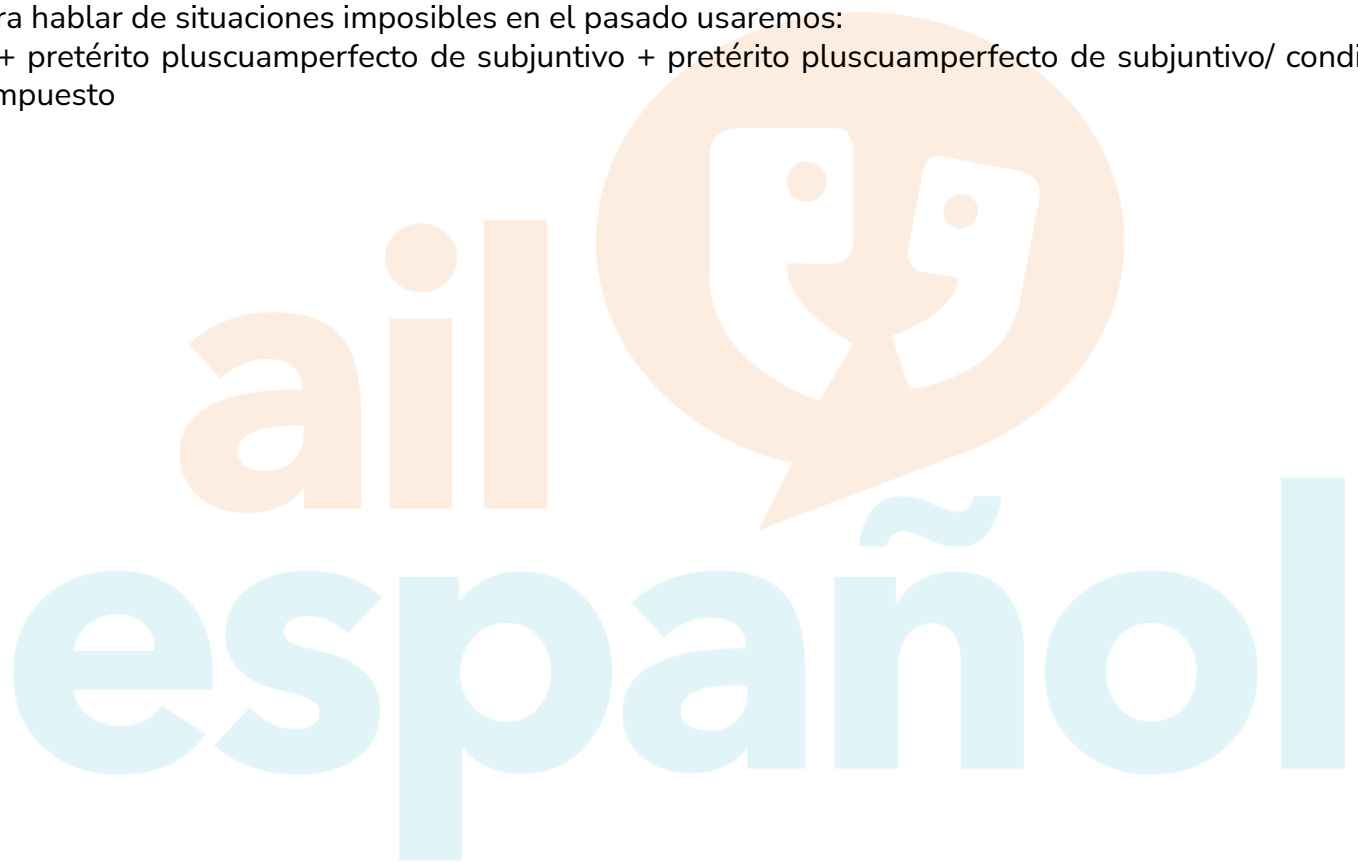 ra hablar de situaciones imposibles en el pasado usaremos:
+ pretérito pluscuamperfecto de subjuntivo + pretérito pluscuamperfecto de subjuntivo/ condi
mpuesto
ail
español